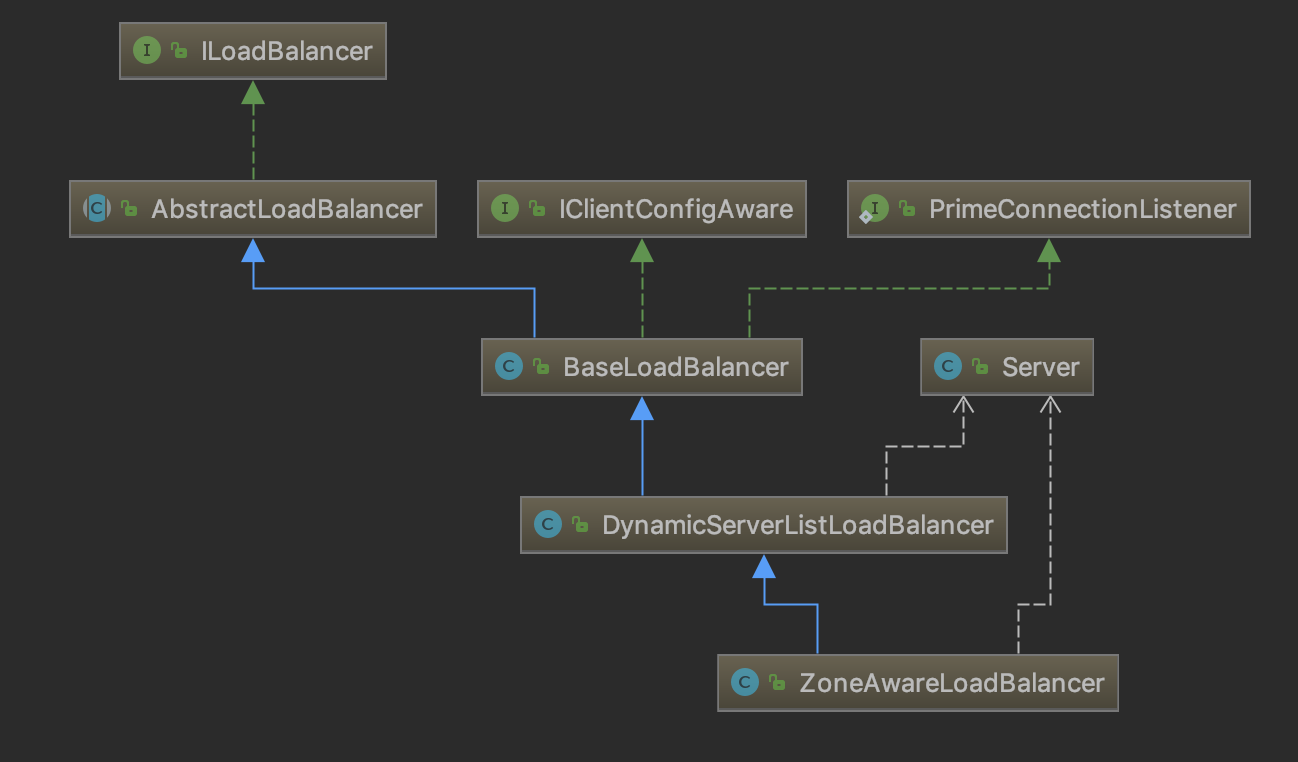 I ILoadBalancer
C AbstractLoadBalancer
I IClientConfigAware
I PrimeConnectionListener
C BaseLoadBalancer
C Server
C DynamicServerListLoadBalancer
C ZoneAwareLoadBalancer